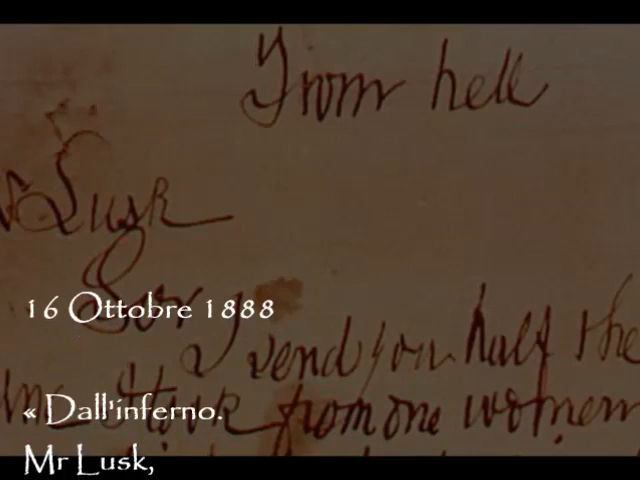 From hell
Lusk
Sor
16 Ottobre 1888
I send you half the
from one women
« Dall'inferno.
Mr Lusk,